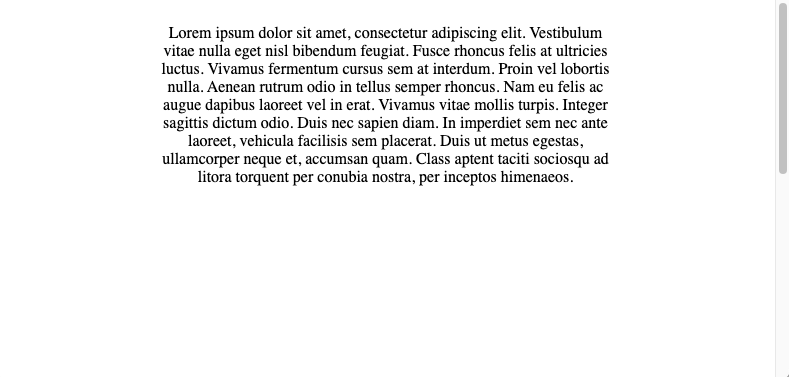 Lorem ipsum dolor sit amet, consectetur adipiscing elit. Vestibulum
vitae nulla eget nisl bibendum feugiat. Fusce rhoncus felis at ultricies
luctus. Vivamus fermentum cursus sem at interdum. Proin vel lobortis
nulla. Aenean rutrum odio in tellus semper rhoncus. Nam eu felis ac
augue dapibus laoreet vel in erat. Vivamus vitae mollis turpis. Integer
sagittis dictum odio. Duis nec sapien diam. In imperdiet sem nec ante
laoreet, vehicula facilisis sem placerat. Duis ut metus egestas,
ullamcorper neque et, accumsan quam. Class aptent taciti sociosqu ad
litora torquent per conubia nostra, per inceptos himenaeos.